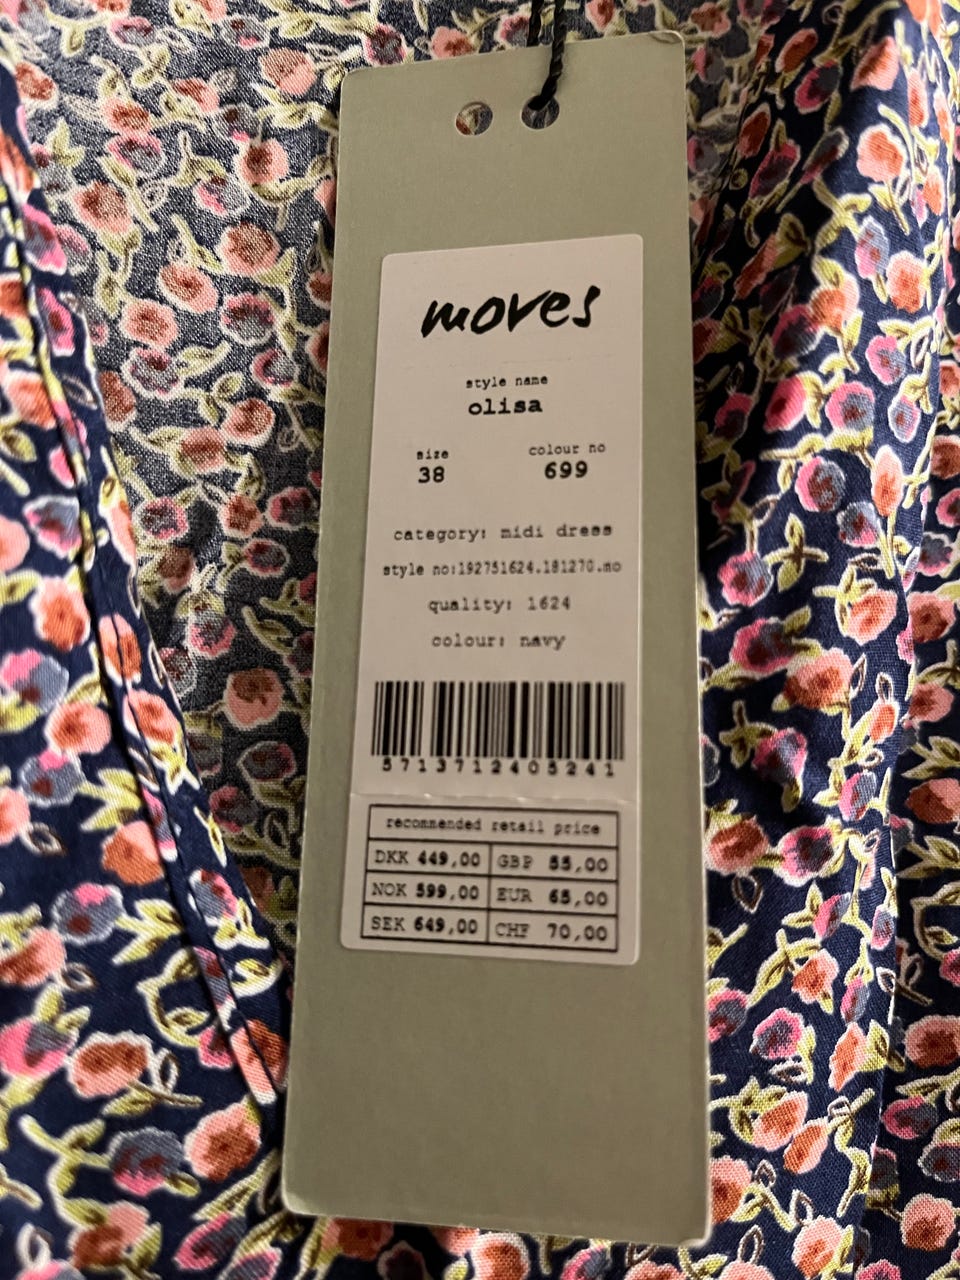 moves
style name
olisa
size colour no
38 699
category: midi dress
style no:192751624.181270.mo
quality: 1624
colour: navy
5713712405241
recommended retail price
DKK 449,00 GBP 55,00
NOK 599,00 EUR 65,00
SEK 649,00 CHF 70,00